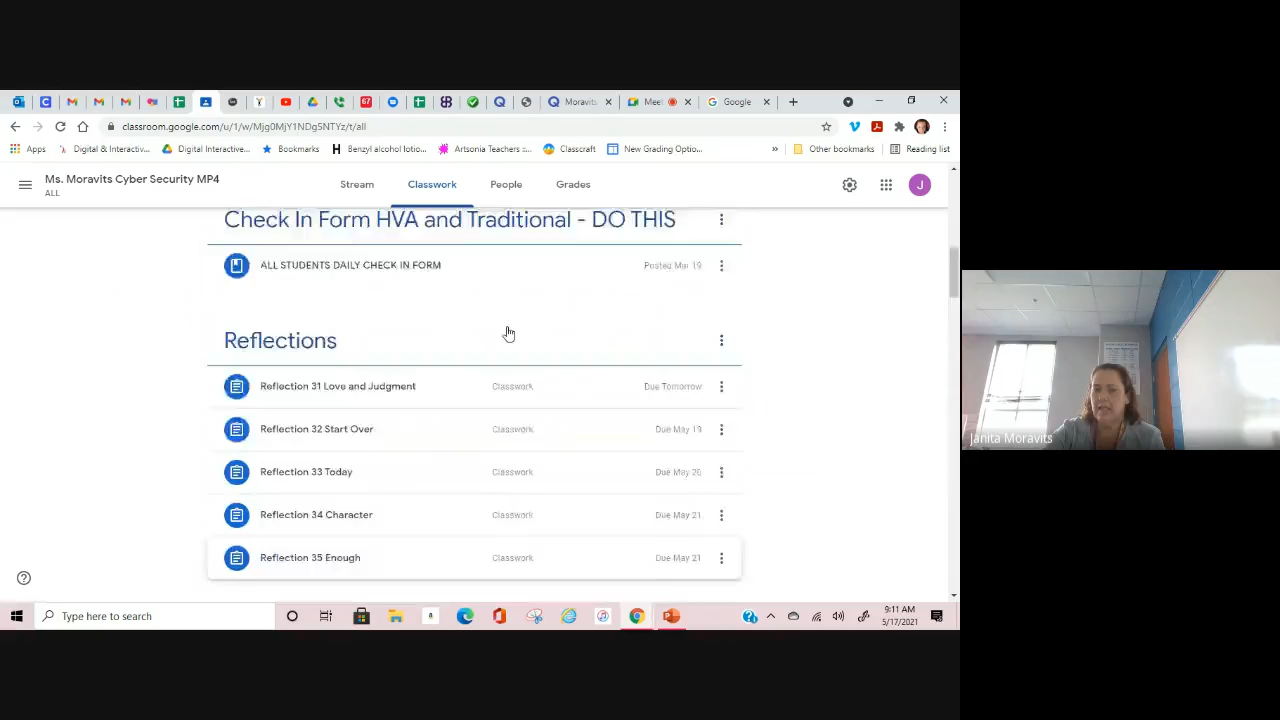 67
Moravits
Meet
Google
classroom.google.com/u/1/w/Mjg0MjY1NDg5NTYz/t/all
Apps
Digital & Interactiv...
Digital Interactive...
Bookmarks
Benzyl alcohol lotio...
Artsonia Teachers ::...
Classcraft
New Grading Optio...
»
Other bookmarks
Reading list
Ms. Moravits Cyber Security MP4
ALL
Stream
Classwork
People
Grades
J
Check In Form HVA and Traditional - DO THIS
ALL STUDENTS DAILY CHECK IN FORM Posted Mar 19
Reflections
Reflection 31 Love and Judgment Classwork Due Tomorrow
Reflection 32 Start Over Classwork Due May 19
Reflection 33 Today Classwork Due May 20
Reflection 34 Character Classwork Due May 21
Reflection 35 Enough Classwork Due May 21
Type here to search
9:11 AM
5/17/2021
Janita Moravits